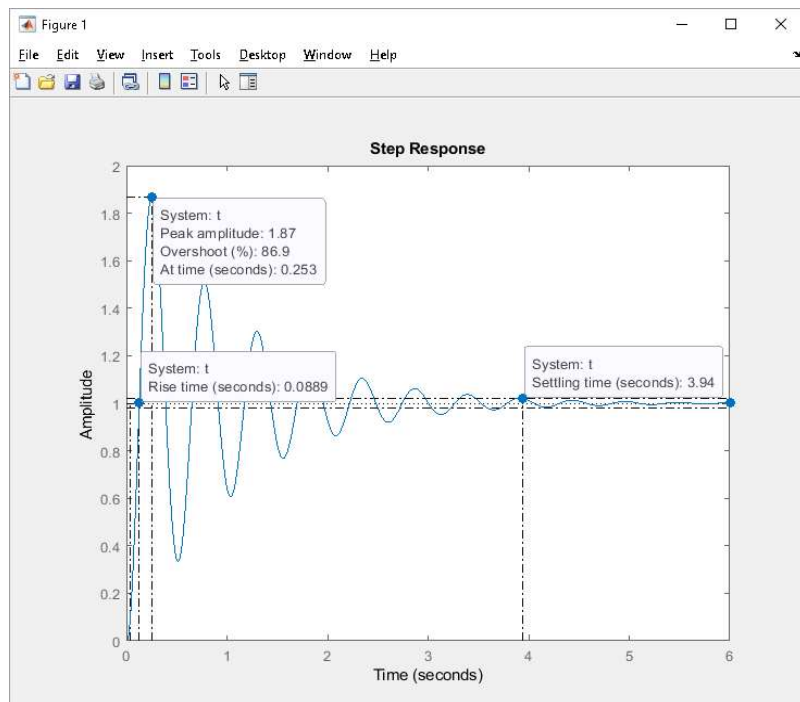 Figure 1
File Edit View Insert Tools Desktop Window Help
Step Response
2
1.8
1.6
1.4
1.2
1
0.8
0.6
0.4
0.2
0
Amplitude
System: t
Peak amplitude: 1.87
Overshoot (%): 86.9
At time (seconds): 0.253
System: t
Rise time (seconds): 0.0889
System: t
Settling time (seconds): 3.94
0 1 2 3 4 5 6
Time (seconds)